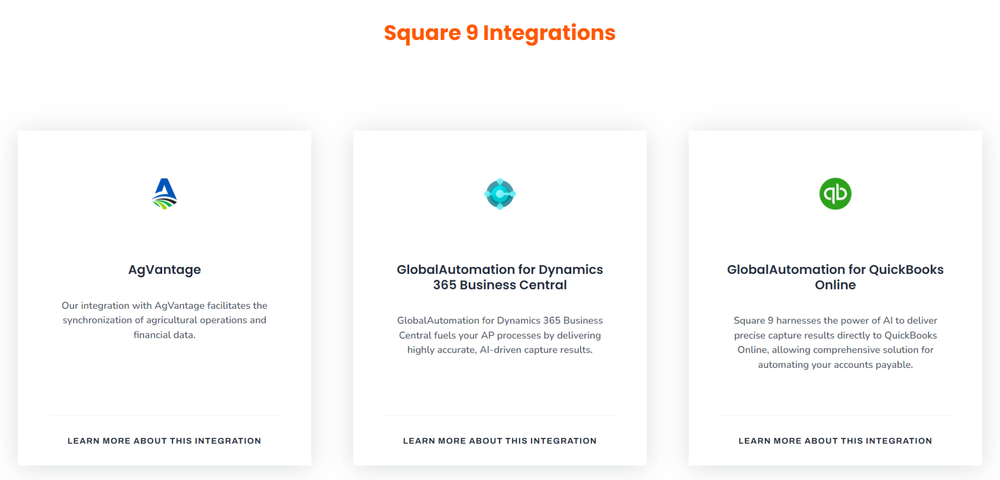 Square 9 Integrations
AgVantage
Our integration with AgVantage facilitates the
synchronization of agricultural operations and
financial data.
LEARN MORE ABOUT THIS INTEGRATION
GlobalAutomation for Dynamics
365 Business Central
GlobalAutomation for Dynamics 365 Business
Central fuels your AP processes by delivering
highly accurate, AI-driven capture results.
LEARN MORE ABOUT THIS INTEGRATION
qb
GlobalAutomation for QuickBooks
Online
Square 9 harnesses the power of AI to deliver
precise capture results directly to QuickBooks
Online, allowing comprehensive solution for
automating your accounts payable.
LEARN MORE ABOUT THIS INTEGRATION